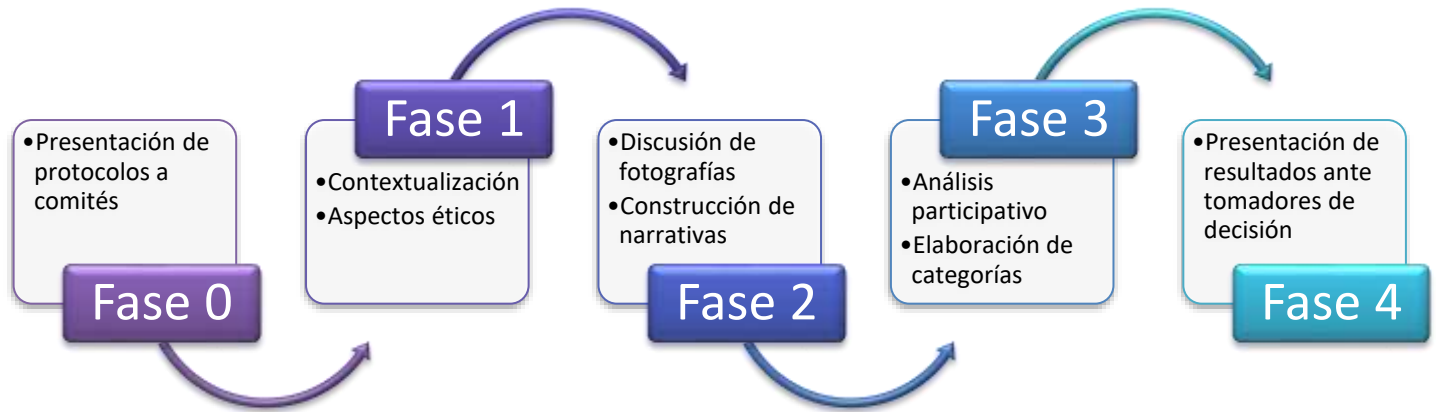 •Presentación de
protocolos a
comités
Fase 0
Fase 1
•Contextualización
•Aspectos éticos
•Discusión de
fotografías
•Construcción de
narrativas
Fase 2
Fase 3
•Análisis
participativo
•Elaboración de
categorías
•Presentación de
resultados ante
tomadores de
decisión
Fase 4